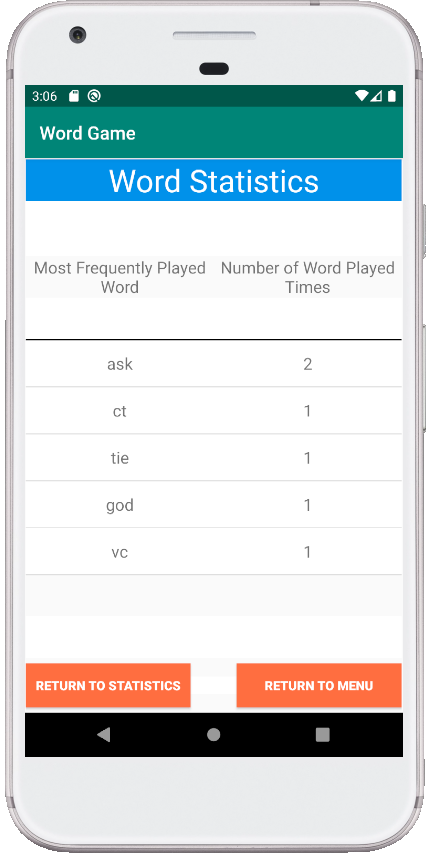 3:06
Word Game
Word Statistics
Most Frequently Played Number of Word Played
Word Times
ask 2
ct 1
tie 1
god 1
vc 1
RETURN TO STATISTICS RETURN TO MENU